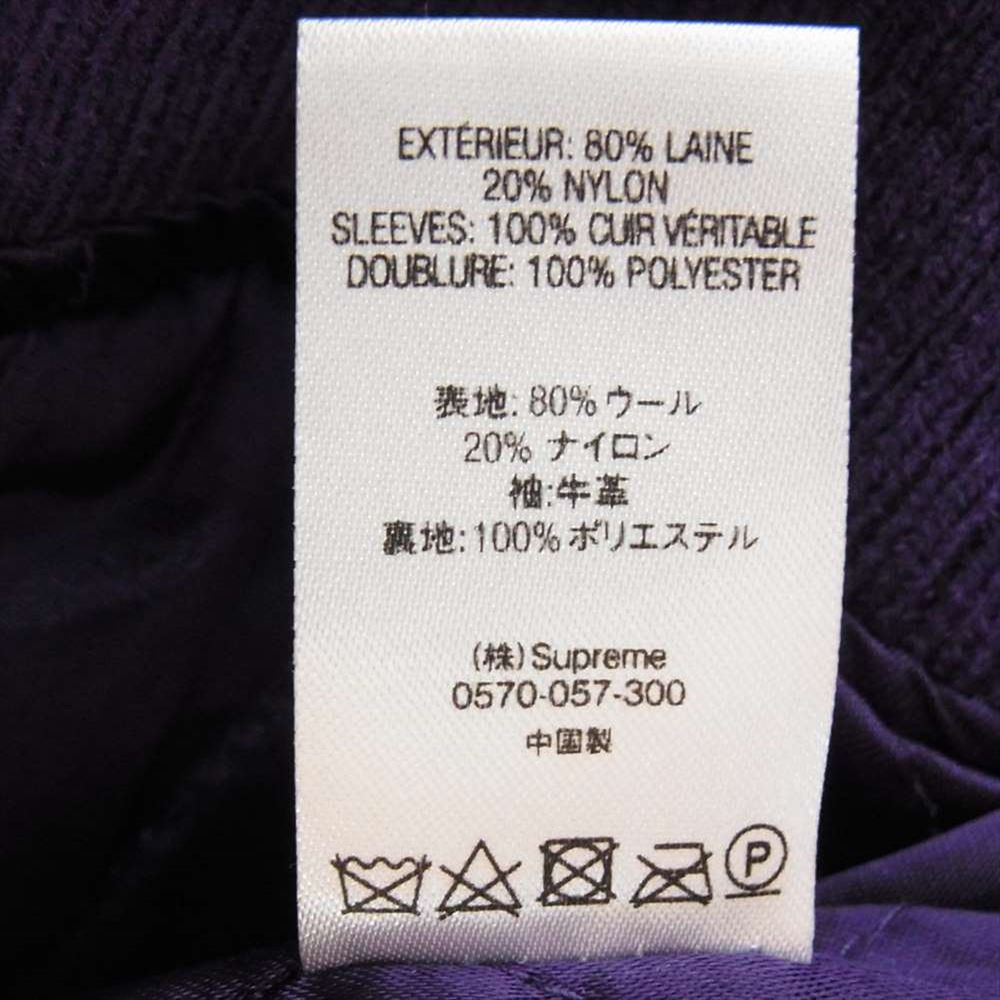 EXTÉRIEUR: 80% LAINE
20% NYLON
SLEEVES: 100% CUIR VÉRITABLE
DOUBLURE: 100% POLYESTER
表地: 80% ウール
20% ナイロン
袖:牛革
裏地:100% ポリエステル
(株)Supreme
0570-057-300
中国製
P